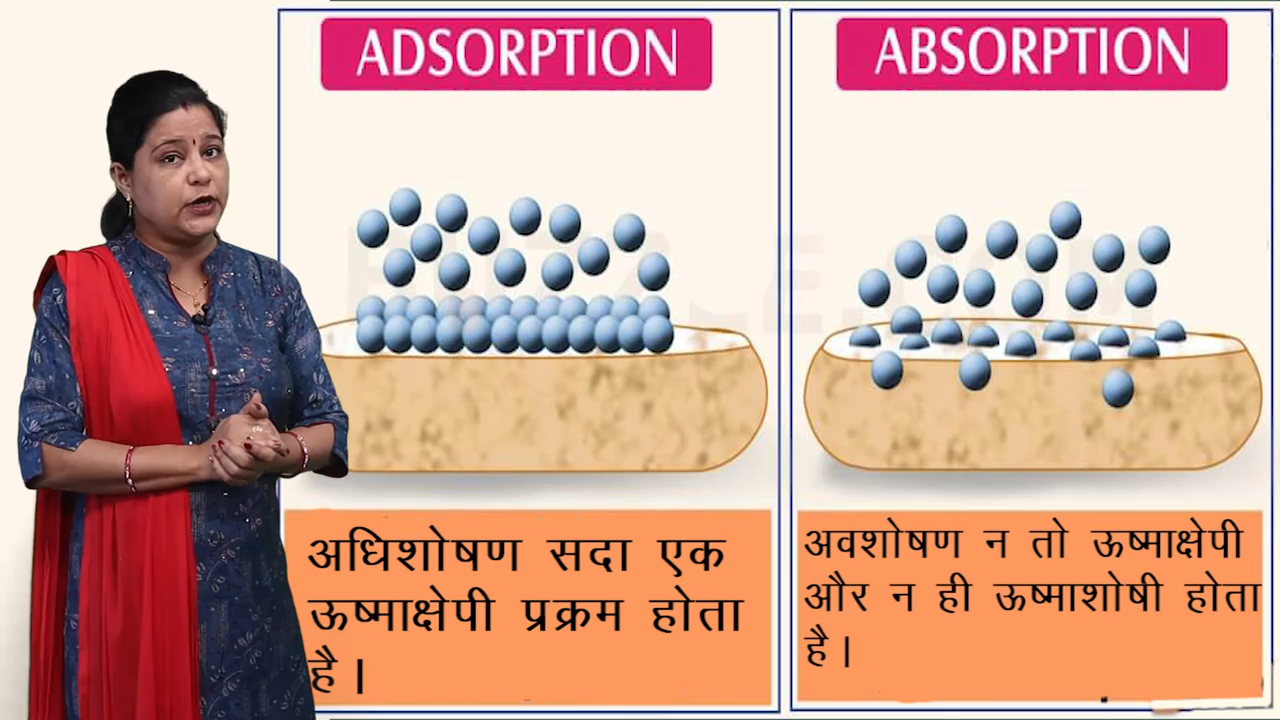 ADSORPTION
अधिशोषण सदा एक
ऊष्माक्षेपी प्रक्रम होता
है।
ABSORPTION
अवशोषण न तो ऊष्माक्षेपी
और न ही ऊष्माशोषी होता
है।